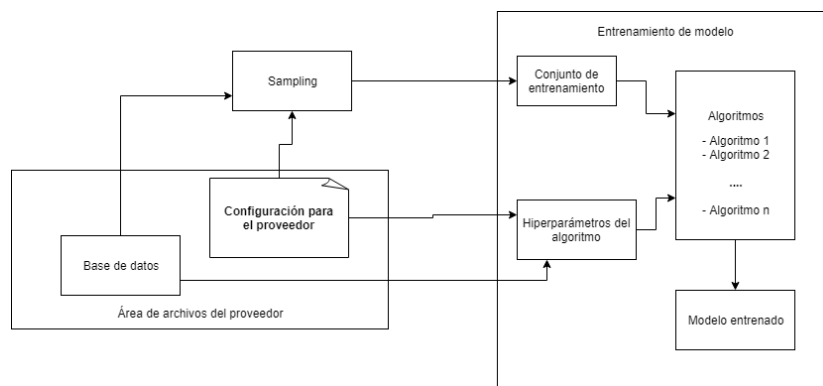 Entrenamiento de modelo
Sampling
Conjunto de
entrenamiento
Algoritmos
- Algoritmo 1
- Algoritmo 2
....
- Algoritmo n
Configuración para
el proveedor
Hiperparámetros del
algoritmo
Base de datos
Área de archivos del proveedor
Modelo entrenado